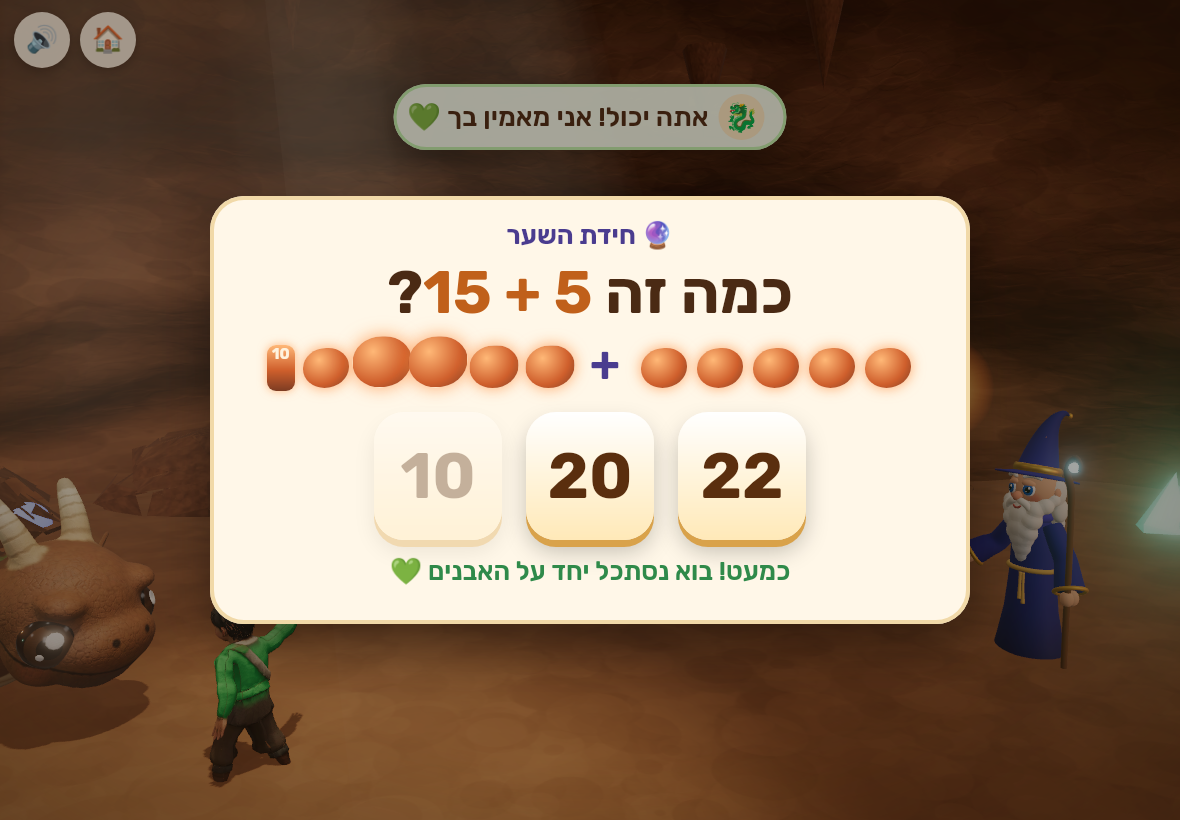 אתה יכול! אני מאמין בך 💚
🔮 חידת השער
כמה זה 5 + 15?
10 + 
10 20 22
כמעט! בוא נסתכל יחד על האבנים 💚